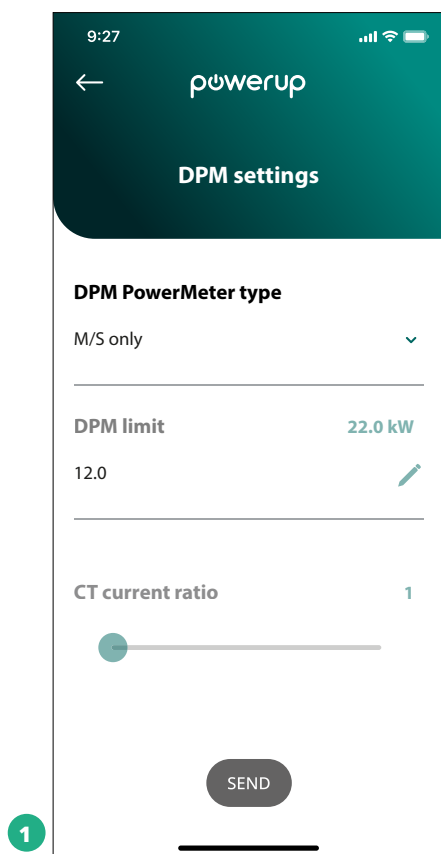 9:27
powerup
DPM settings
DPM PowerMeter type
M/S only
DPM limit 22.0 kW
12.0
CT current ratio 1
SEND
1